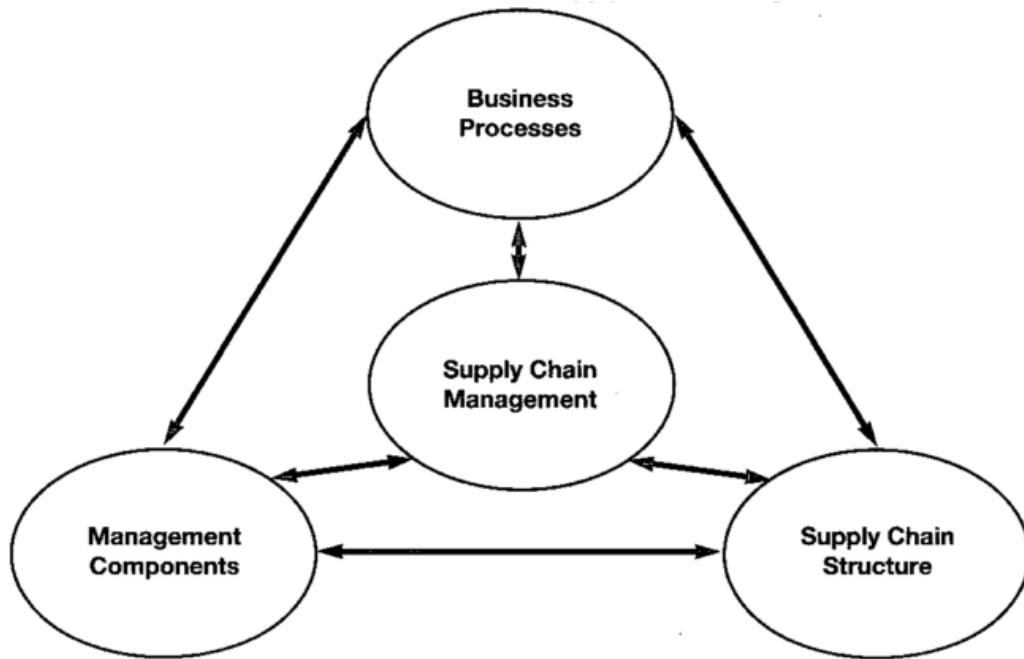 Business
Processes
Supply Chain
Management
Management
Components
Supply Chain
Structure